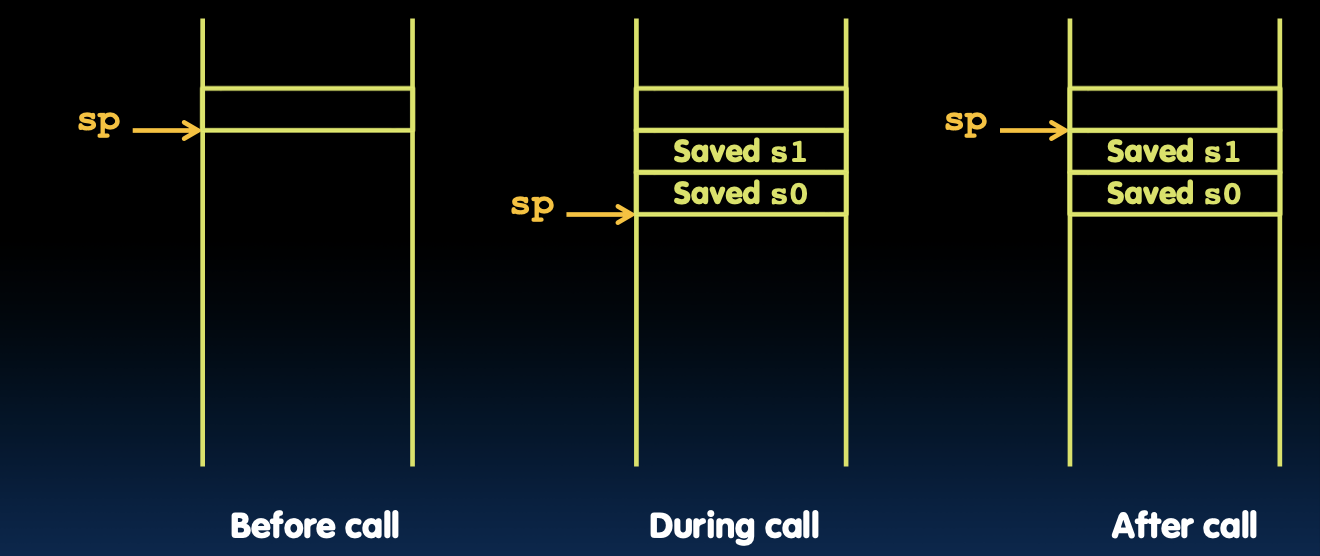 sp
Before call
sp
Saved s1
Saved s0
During call
sp
Saved s1
Saved s0
After call